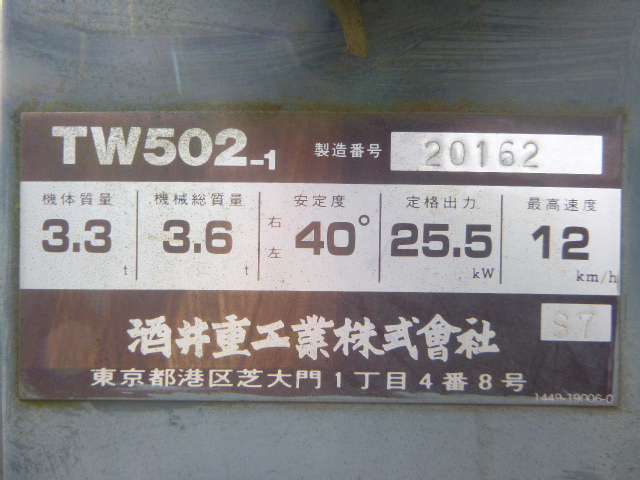 TW502-1 製造番号 20162
機体質量 機械総質量 安定度 定格出力 最高速度
3.3 t 3.6 t 右 左 40° 25.5 kW 12 km/h
S7
酒井重工業株式會社
東京都港区芝大門1丁目4番8号
1449-19006-0